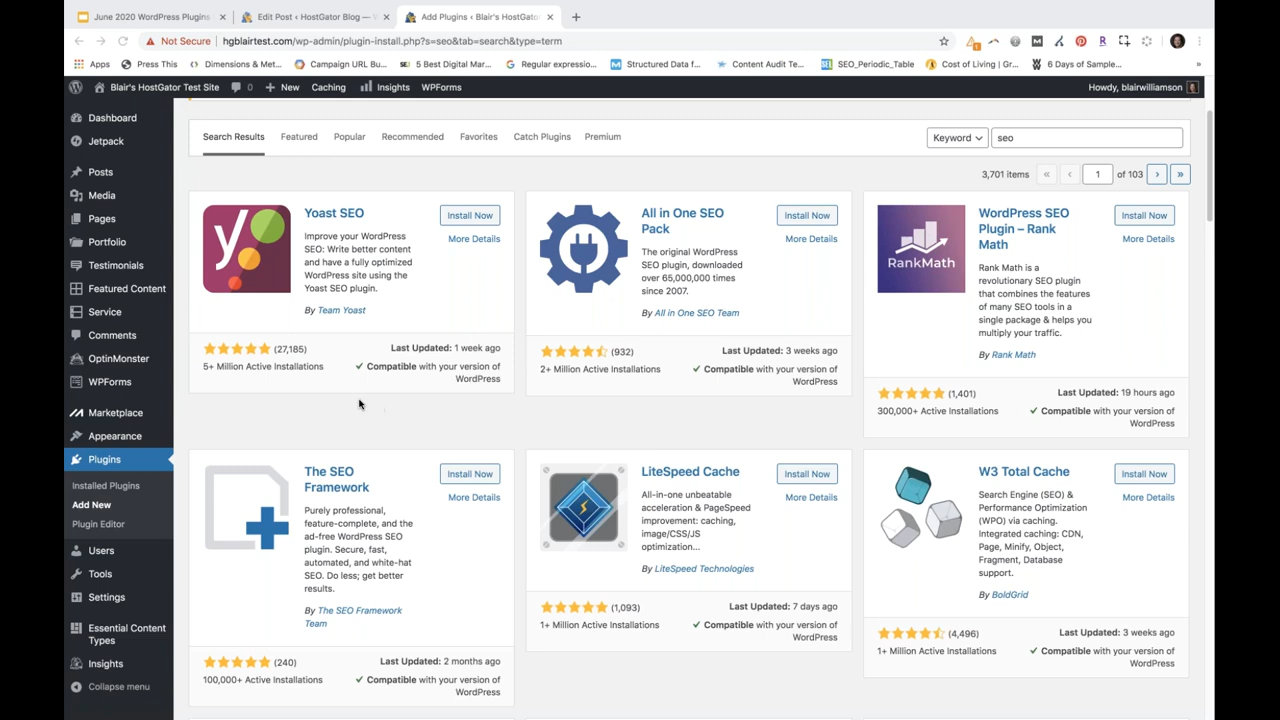 June 2020 WordPress Plugins
Edit Post ‹ HostGator Blog —
Add Plugins ‹ Blair's HostGato
Not Secure
hgblairtest.com/wp-admin/plugin-install.php?s=seo&tab=search&type=term
Apps
Press This
Dimensions & Met...
Campaign URL Bu...
5 Best Digital Mar...
Regular expressio...
Structured Data f...
Content Audit Te...
SEO_Periodic_Table
Cost of Living | Gr...
6 Days of Sample...
»
Blair's HostGator Test Site
0
New
Caching
Insights
WPForms
Howdy, blairwilliamson
Dashboard
Jetpack
Posts
Media
Pages
Portfolio
Testimonials
Featured Content
Service
Comments
OptinMonster
WPForms
Marketplace
Appearance
Plugins
Installed Plugins
Add New
Plugin Editor
Users
Tools
Settings
Essential Content
Types
Insights
Collapse menu
Search Results
Featured
Popular
Recommended
Favorites
Catch Plugins
Premium
Keyword
seo
3,701 items
«
‹
1
of 103
›
»
Yoast SEO
Install Now
More Details
Improve your WordPress
SEO: Write better content
and have a fully optimized
WordPress site using the
Yoast SEO plugin.
By Team Yoast
(27,185)
5+ Million Active Installations
Last Updated: 1 week ago
Compatible with your version of
WordPress
All in One SEO
Pack
Install Now
More Details
The original WordPress
SEO plugin, downloaded
over 65,000,000 times
since 2007.
By All in One SEO Team
(932)
2+ Million Active Installations
Last Updated: 3 weeks ago
Compatible with your version of
WordPress
RankMath
WordPress SEO
Plugin – Rank
Math
Install Now
More Details
Rank Math is a
revolutionary SEO plugin
that combines the features
of many SEO tools in a
single package & helps you
multiply your traffic.
By Rank Math
(1,401)
300,000+ Active Installations
Last Updated: 19 hours ago
Compatible with your version of
WordPress
The SEO
Framework
Install Now
More Details
Purely professional,
feature-complete, and the
ad-free WordPress SEO
plugin. Secure, fast,
automated, and white-hat
SEO. Do less; get better
results.
By The SEO Framework
Team
(240)
100,000+ Active Installations
Last Updated: 2 months ago
Compatible with your version of
WordPress
LiteSpeed Cache
Install Now
More Details
All-in-one unbeatable
acceleration & PageSpeed
improvement: caching,
image/CSS/JS
optimization...
By LiteSpeed Technologies
(1,093)
1+ Million Active Installations
Last Updated: 7 days ago
Compatible with your version of
WordPress
W3 Total Cache
Install Now
More Details
Search Engine (SEO) &
Performance Optimization
(WPO) via caching.
Integrated caching: CDN,
Page, Minify, Object,
Fragment, Database
support.
By BoldGrid
(4,496)
1+ Million Active Installations
Last Updated: 3 weeks ago
Compatible with your version of
WordPress